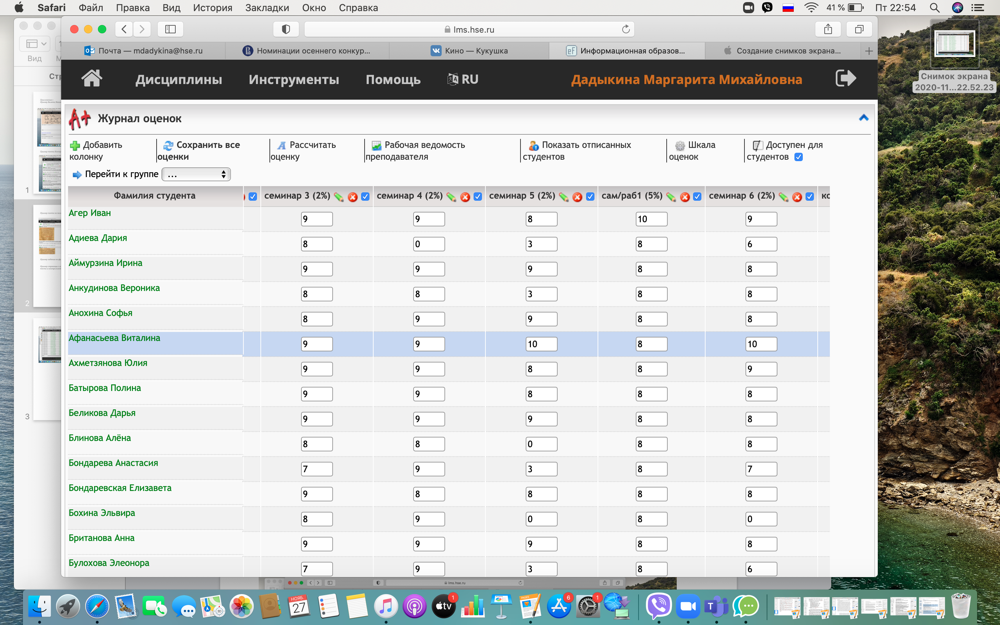 Safari Файл Правка Вид История Закладки Окно Справка 41 % Пт 22:54
lms.hse.ru
Вид
Почта — mdadykina@hse.ru Номинации осеннего конкур... Кино — Кукушка Информационная образов... Создание снимков экрана...
Дисциплины Инструменты Помощь RU Дадыкина Маргарита Михайловна
Снимок экрана
2020-11...22.52.23
A+ Журнал оценок
Добавить колонку
Сохранить все оценки
Рассчитать оценку
Рабочая ведомость преподавателя
Показать отписанных студентов
Шкала оценок
Доступен для студентов
Перейти к группе ...
Фамилия студента семинар 3 (2%) семинар 4 (2%) семинар 5 (2%) сам/раб1 (5%) семинар 6 (2%)
Агер Иван 9 9 8 10 9
Адиева Дария 8 0 3 8 6
Аймурзина Ирина 9 9 9 8 8
Анкудинова Вероника 8 8 3 8 8
Анохина Софья 8 9 9 8 8
Афанасьева Виталина 9 9 10 8 10
Ахметзянова Юлия 9 9 8 8 9
Батырова Полина 9 9 8 8 8
Беликова Дарья 9 9 9 8 8
Блинова Алёна 8 8 0 8 8
Бондарева Анастасия 7 9 3 8 7
Бондаревская Елизавета 9 8 8 8 8
Бохина Эльвира 8 9 0 8 0
Британова Анна 9 9 9 8 8
Булохова Элеонора 7 9 3 8 6
1
2
3
lms.hse.ru
НОЯБ.
27
3D
tv
1
PAGES
6
1
T